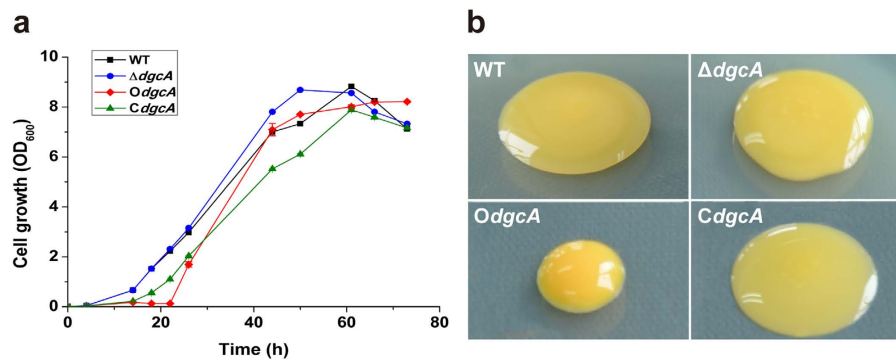 a
b
WT
ΔdgcA
OdgcA
CdgcA
10
8
6
4
2
0
0
20
40
60
80
Cell growth (OD600)
Time (h)
WT
ΔdgcA
OdgcA
CdgcA